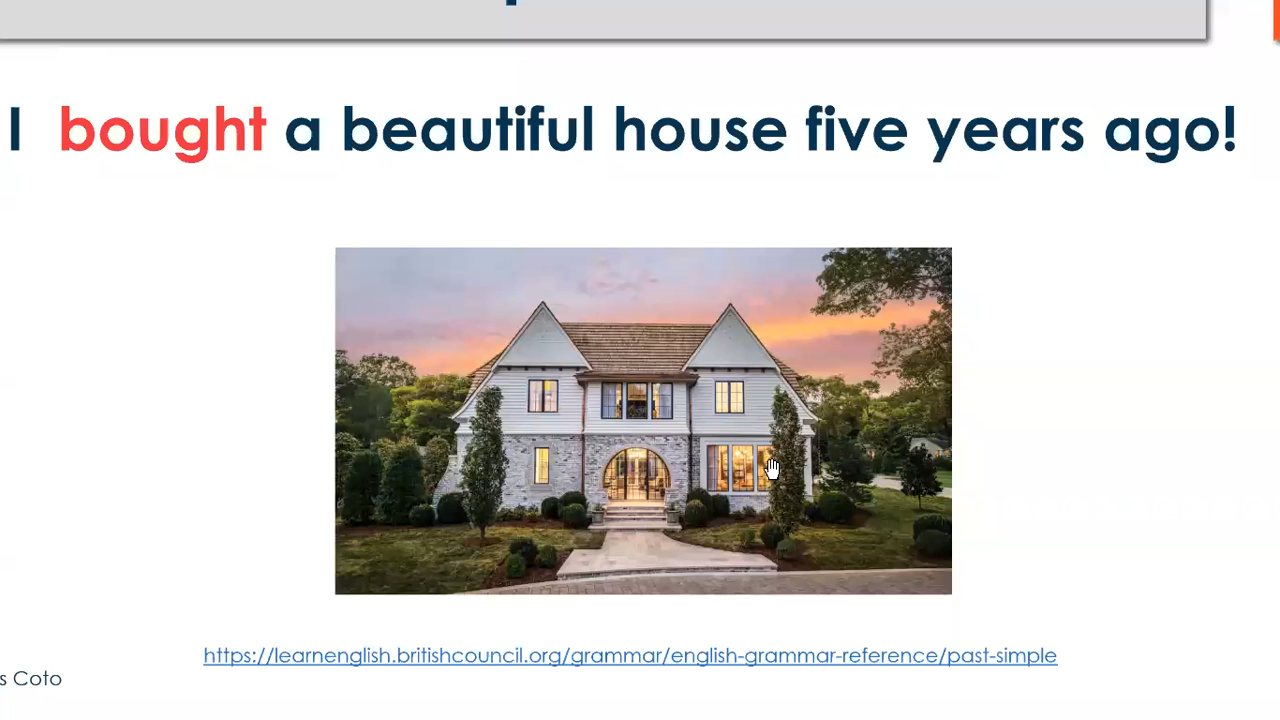 I bought a beautiful house five years ago!
https://learnenglish.britishcouncil.org/grammar/english-grammar-reference/past-simple
s Coto